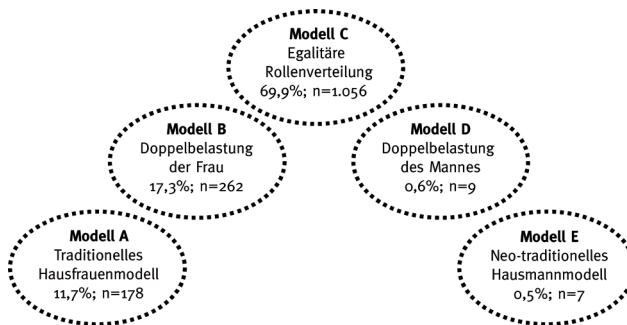 Modell C
Egalitäre
Rollenverteilung
69,9%; n=1.056
Modell B
Doppelbelastung
der Frau
17,3%; n=262
Modell D
Doppelbelastung
des Mannes
0,6%; n=9
Modell A
Traditionelles
Hausfrauenmodell
11,7%; n=178
Modell E
Neo-traditionelles
Hausmannmodell
0,5%; n=7